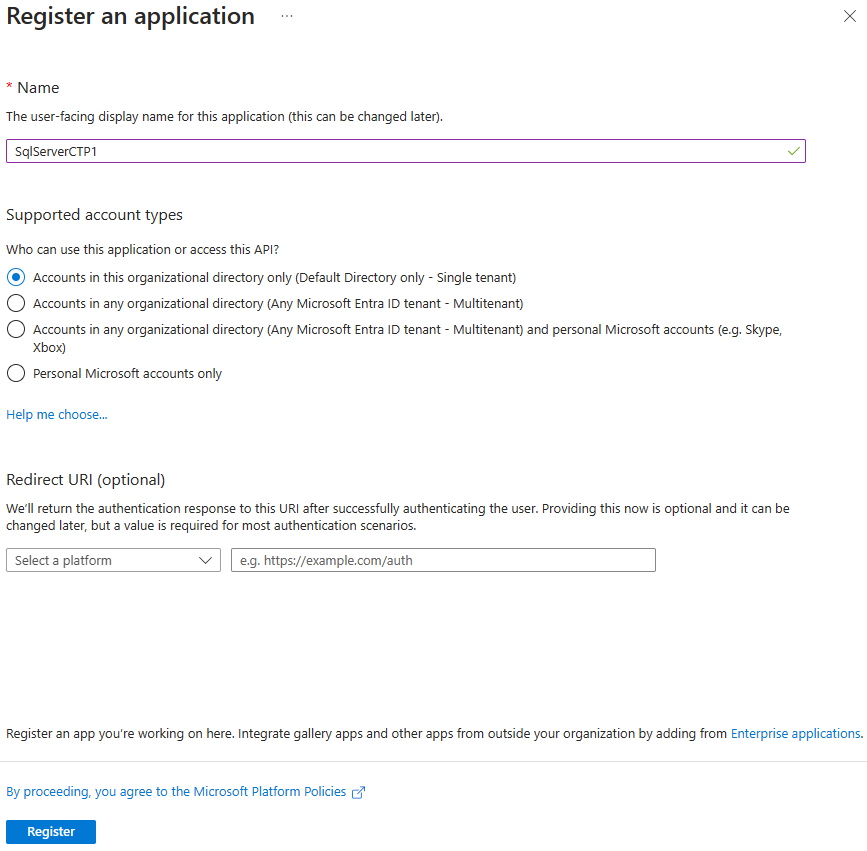 Register an application ...
* Name
The user-facing display name for this application (this can be changed later).
SqlServerCTP1
Supported account types
Who can use this application or access this API?
Accounts in this organizational directory only (Default Directory only - Single tenant)
Accounts in any organizational directory (Any Microsoft Entra ID tenant - Multitenant)
Accounts in any organizational directory (Any Microsoft Entra ID tenant - Multitenant) and personal Microsoft accounts (e.g. Skype,
Xbox)
Personal Microsoft accounts only
Help me choose...
Redirect URI (optional)
We'll return the authentication response to this URI after successfully authenticating the user. Providing this now is optional and it can be
changed later, but a value is required for most authentication scenarios.
Select a platform e.g. https://example.com/auth
Register an app you're working on here. Integrate gallery apps and other apps from outside your organization by adding from Enterprise applications.
By proceeding, you agree to the Microsoft Platform Policies
Register